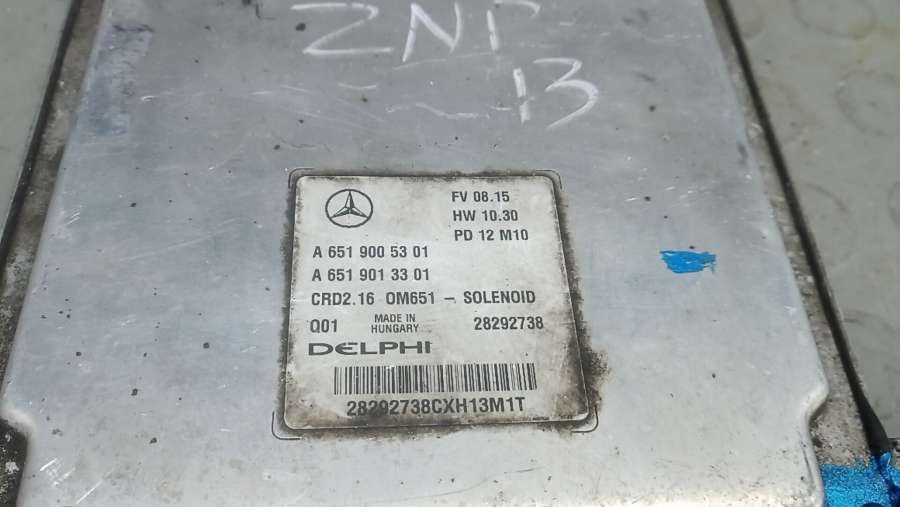 ZNP
-13
FV 08.15
HW 10.30
PD 12 M10
A 651 900 53 01
A 651 901 33 01
CRD2.16 OM651 – SOLENOID
Q01 MADE IN HUNGARY 28292738
DELPHI
28292738CXH13M1T